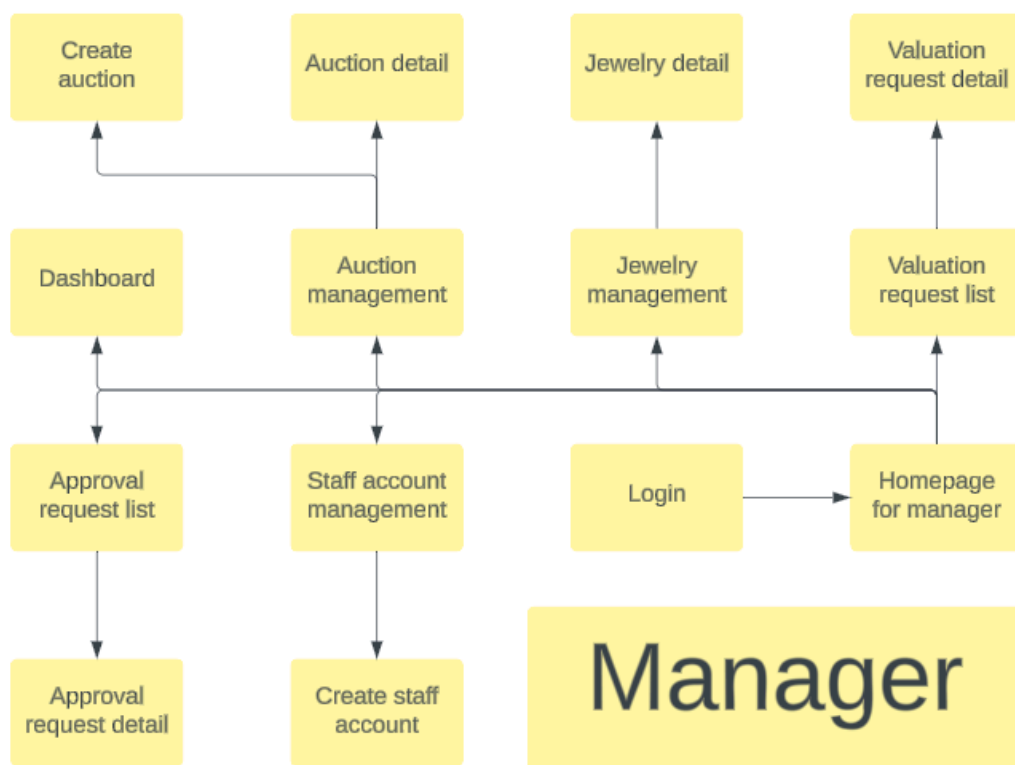 Create
auction
Auction detail
Jewelry detail
Valuation
request detail
Dashboard
Auction
management
Jewelry
management
Valuation
request list
Approval
request list
Staff account
management
Login
Homepage
for manager
Approval
request detail
Create staff
account
Manager